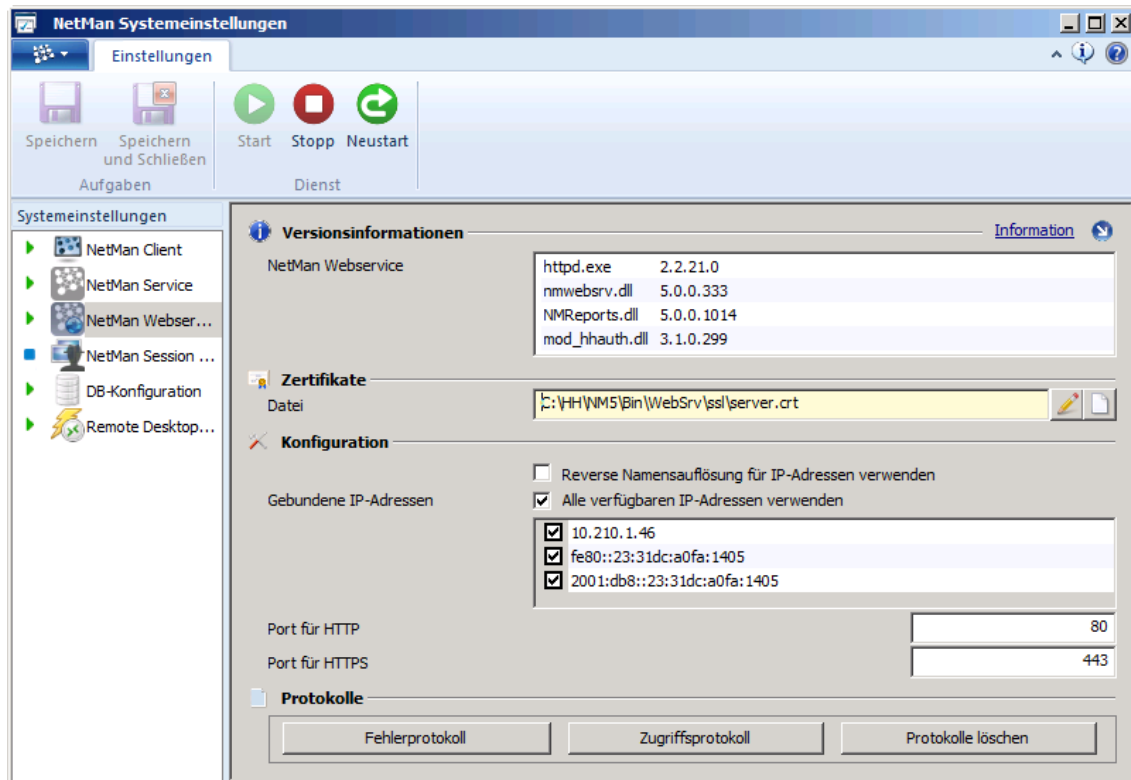 NetMan Systemeinstellungen
Einstellungen
Speichern
Speichern und Schließen
Start
Stopp
Neustart
Aufgaben
Dienst
Systemeinstellungen
NetMan Client
NetMan Service
NetMan Webser...
NetMan Session ...
DB-Konfiguration
Remote Desktop...
Versionsinformationen
Information
NetMan Webservice
httpd.exe 2.2.21.0
nmwebsrv.dll 5.0.0.333
NMReports.dll 5.0.0.1014
mod_hhauth.dll 3.1.0.299
Zertifikate
Datei
C:\HH\NM5\Bin\WebSrv\ssl\server.crt
Konfiguration
Reverse Namensauflösung für IP-Adressen verwenden
Gebundene IP-Adressen
Alle verfügbaren IP-Adressen verwenden
10.210.1.46
fe80::23:31dc:a0fa:1405
2001:db8::23:31dc:a0fa:1405
Port für HTTP
80
Port für HTTPS
443
Protokolle
Fehlerprotokoll
Zugriffsprotokoll
Protokolle löschen